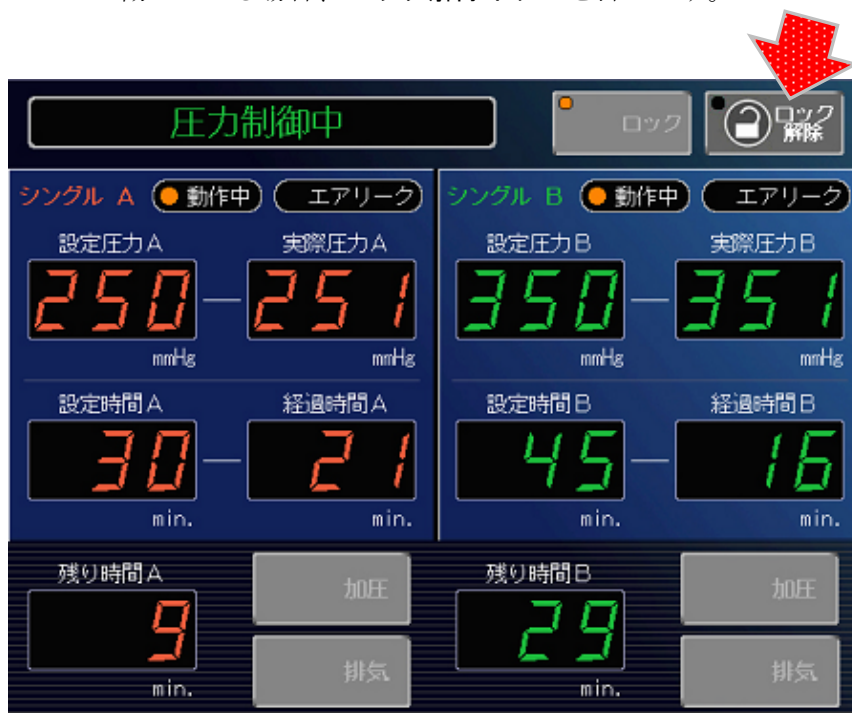 圧力制御中
ロック
ロック
解除
シングル A 動作中 エアリーク
シングル B 動作中 エアリーク
設定圧力A 実際圧力A
設定圧力B 実際圧力B
250 251
350 351
mmHg mmHg
mmHg mmHg
設定時間A 経過時間A
設定時間B 経過時間B
30 21
45 16
min. min.
min. min.
残り時間A
加圧
残り時間B
加圧
9
29
排気
排気
min.
min.